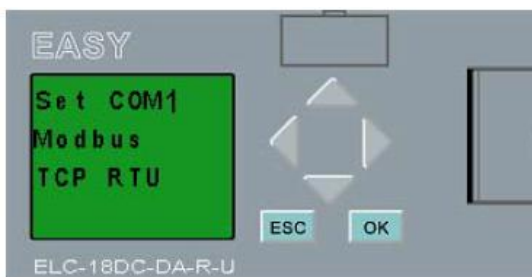 EASY
Set COM1
Modbus
TCP RTU
ESC OK
ELC-18DC-DA-R-U